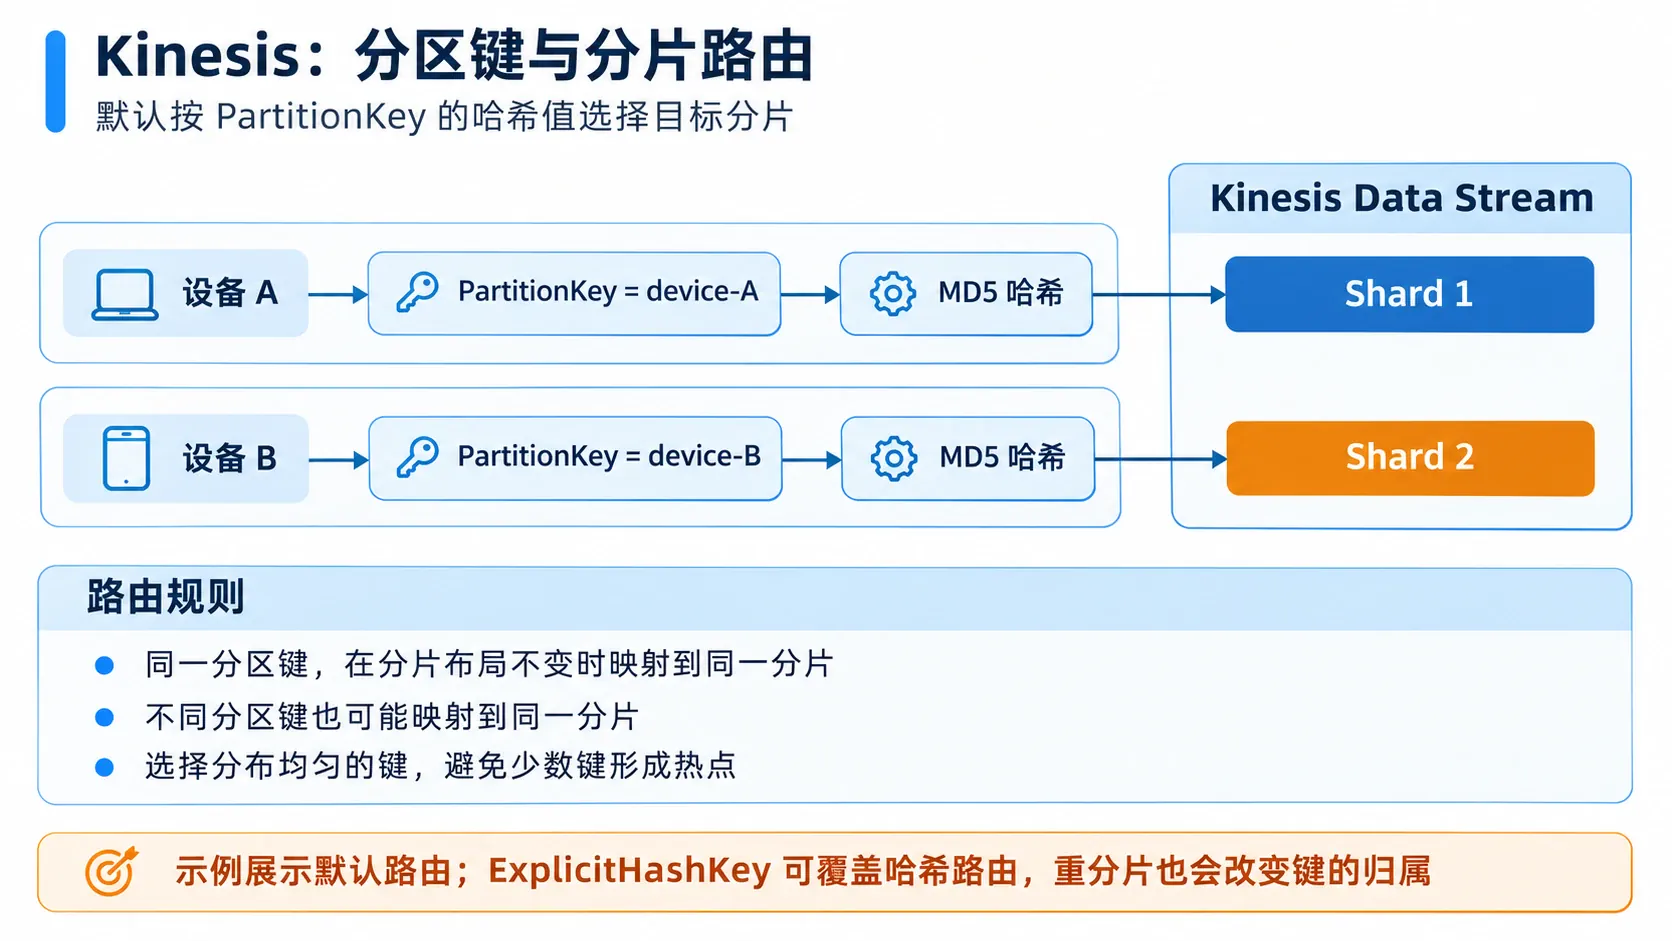 Kinesis：分区键与分片路由
默认按 PartitionKey 的哈希值选择目标分片
Kinesis Data Stream
设备 A
PartitionKey = device-A
MD5 哈希
Shard 1
设备 B
PartitionKey = device-B
MD5 哈希
Shard 2
路由规则
同一分区键，在分片布局不变时映射到同一分片
不同分区键也可能映射到同一分片
选择分布均匀的键，避免少数键形成热点
示例展示默认路由；ExplicitHashKey 可覆盖哈希路由，重分片也会改变键的归属